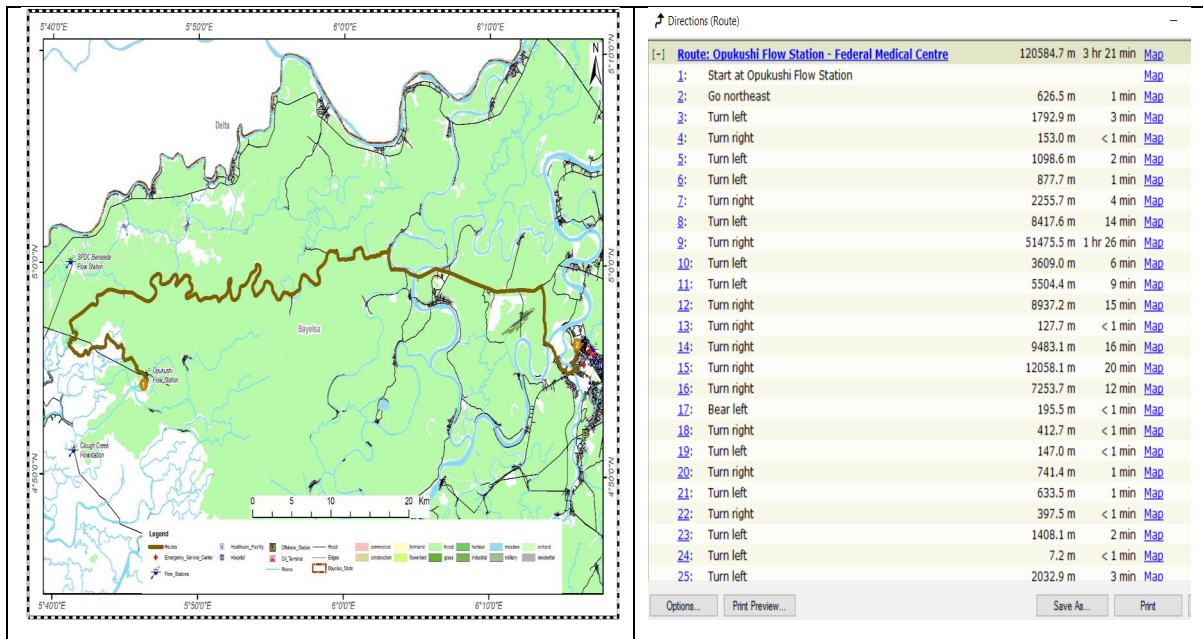 5°40'0"E 5°50'0"E 6°0'0"E 6°10'0"E
N
5°10'0"N
5°10'0"N
Delta
SPDC Benisede
Flow Station
5°0'0"N
5°0'0"N
Bayelsa
Opukushi
Flow_Station
Clough Creek
Flowstation
4°50'0"N
4°50'0"N
0 5 10 20 Km
Legend
Routes Healthcare_Facility Offshore_Station Road commercial farmland forest harbour meadow orchard
Emergency_Service_Center Hospital Oil_Terminal Edges construction grass industrial military residential
Flow_Stations Rivers
5°40'0"E 5°50'0"E 6°0'0"E 6°10'0"E
Directions (Route)
[-] Route: Opukushi Flow Station - Federal Medical Centre 120584.7 m 3 hr 21 min Map
1: Start at Opukushi Flow Station Map
2: Go northeast 626.5 m 1 min Map
3: Turn left 1792.9 m 3 min Map
4: Turn right 153.0 m < 1 min Map
5: Turn left 1098.6 m 2 min Map
6: Turn left 877.7 m 1 min Map
7: Turn right 2255.7 m 4 min Map
8: Turn left 8417.6 m 14 min Map
9: Turn right 51475.5 m 1 hr 26 min Map
10: Turn left 3609.0 m 6 min Map
11: Turn left 5504.4 m 9 min Map
12: Turn right 8937.2 m 15 min Map
13: Turn right 127.7 m < 1 min Map
14: Turn right 9483.1 m 16 min Map
15: Turn right 12058.1 m 20 min Map
16: Turn right 7253.7 m 12 min Map
17: Bear left 195.5 m < 1 min Map
18: Turn right 412.7 m < 1 min Map
19: Turn left 147.0 m < 1 min Map
20: Turn right 741.4 m 1 min Map
21: Turn left 633.5 m 1 min Map
22: Turn right 397.5 m < 1 min Map
23: Turn left 1408.1 m 2 min Map
24: Turn left 7.2 m < 1 min Map
25: Turn left 2032.9 m 3 min Map
Options... Print Preview... Save As... Print